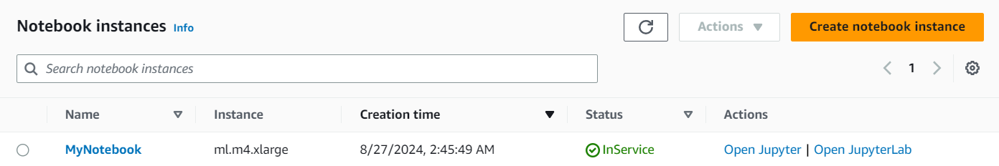 Notebook instances Info
Actions
Create notebook instance
Search notebook instances
1
Name Instance Creation time Status Actions
MyNotebook ml.m4.xlarge 8/27/2024, 2:45:49 AM InService Open Jupyter | Open JupyterLab